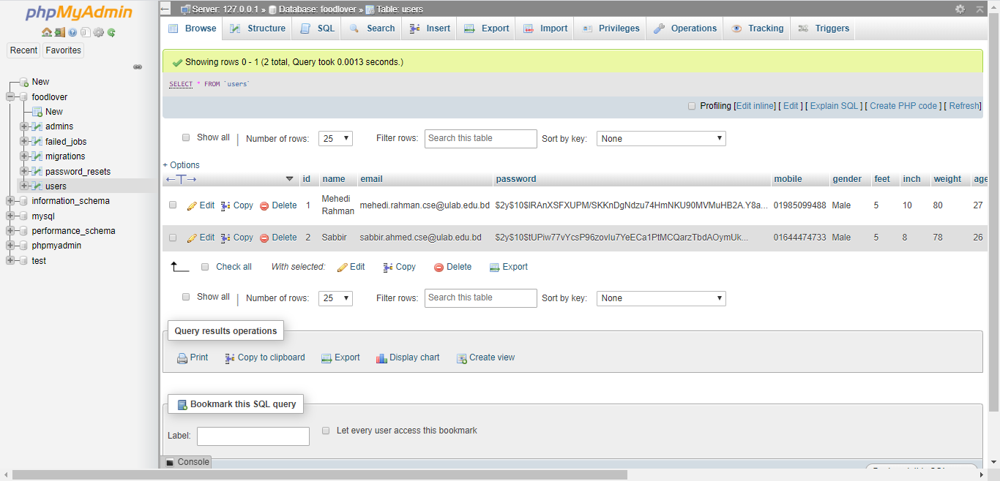 phpMyAdmin
Recent Favorites
New
foodlover
New
admins
failed_jobs
migrations
password_resets
users
information_schema
mysql
performance_schema
phpmyadmin
test
Server: 127.0.0.1 » Database: foodlover » Table: users
Browse Structure SQL Search Insert Export Import Privileges Operations Tracking Triggers
Showing rows 0 - 1 (2 total, Query took 0.0013 seconds.)
SELECT * FROM `users`
Profiling [Edit inline] [ Edit ] [ Explain SQL ] [ Create PHP code ] [ Refresh]
Show all | Number of rows: 25 Filter rows: Search this table Sort by key: None
+ Options
←T→ id name email password mobile gender feet inch weight age
Edit Copy Delete 1 Mehedi Rahman mehedi.rahman.cse@ulab.edu.bd $2y$10$lRAnXSFXUPM/SKKnDgNdzu74HmNKU90MVMuHB2A.Y8a... 01985099488 Male 5 10 80 27
Edit Copy Delete 2 Sabbir sabbir.ahmed.cse@ulab.edu.bd $2y$10$tUPiw77vYcsP96zovlu7YeECa1PtMCQarzTbdAOymUk... 01644474733 Male 5 8 78 26
Check all With selected: Edit Copy Delete Export
Show all | Number of rows: 25 Filter rows: Search this table Sort by key: None
Query results operations
Print Copy to clipboard Export Display chart Create view
Bookmark this SQL query
Label: Let every user access this bookmark
Console